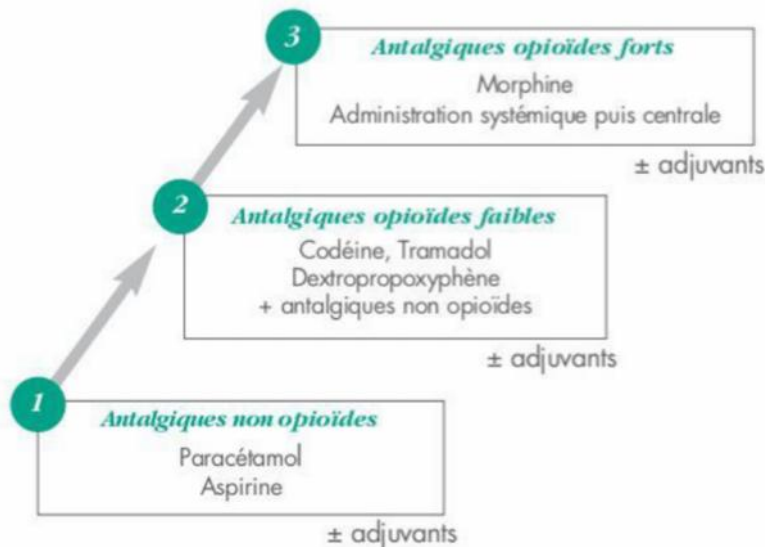 3
Antalgiques opioïdes forts
Morphine
Administration systémique puis centrale
± adjuvants
2
Antalgiques opioïdes faibles
Codéine, Tramadol
Dextropropoxyphène
+ antalgiques non opioïdes
± adjuvants
1
Antalgiques non opioïdes
Paracétamol
Aspirine
± adjuvants